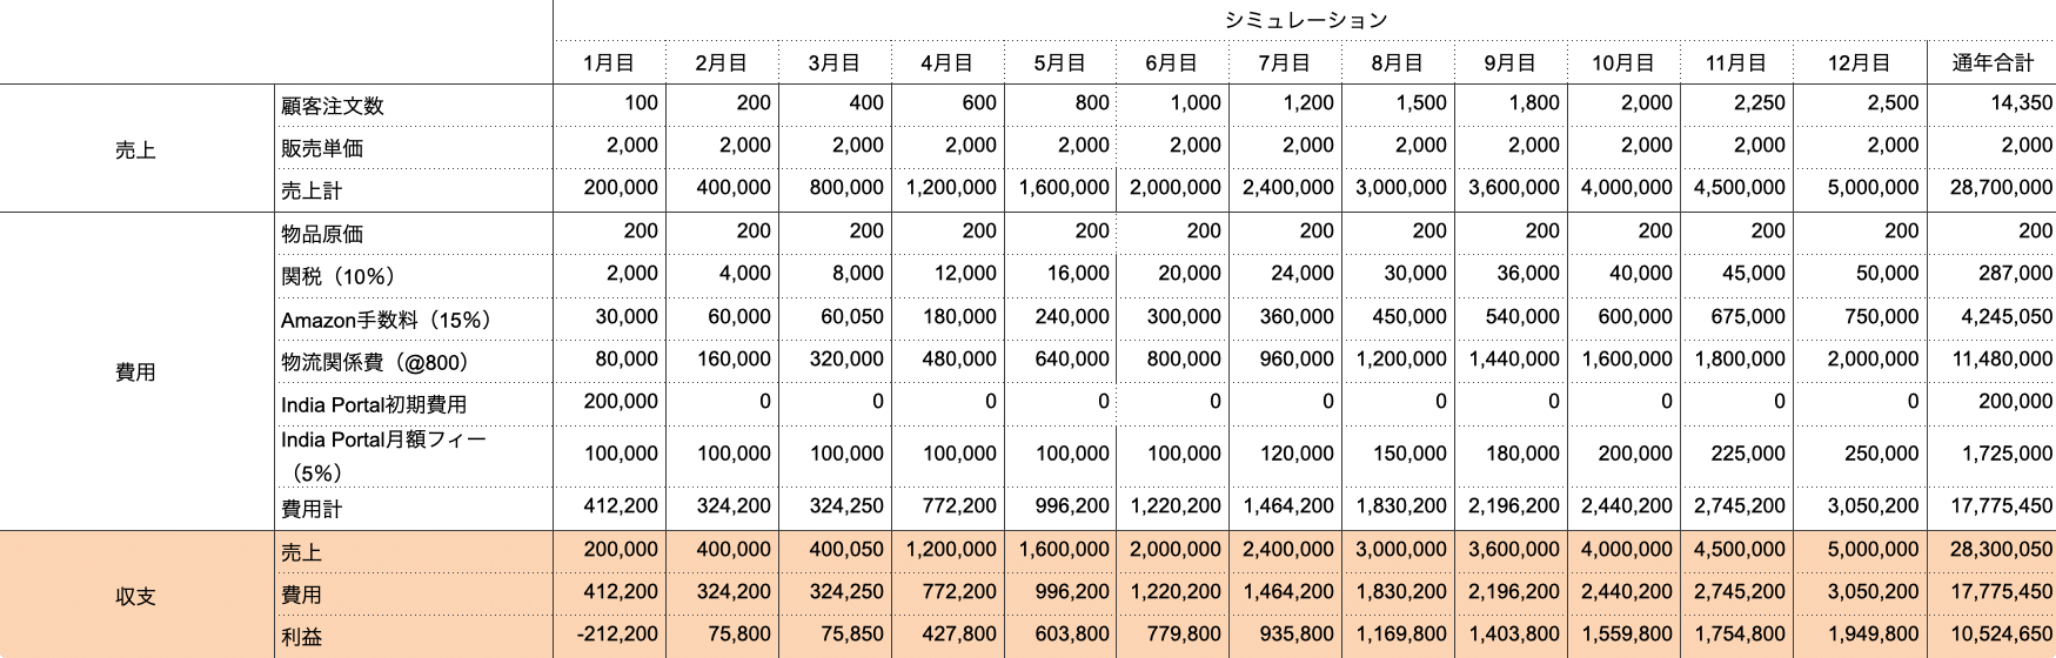 シミュレーション
1月目 2月目 3月目 4月目 5月目 6月目 7月目 8月目 9月目 10月目 11月目 12月目 通年合計
売上
顧客注文数 100 200 400 600 800 1,000 1,200 1,500 1,800 2,000 2,250 2,500 14,350
販売単価 2,000 2,000 2,000 2,000 2,000 2,000 2,000 2,000 2,000 2,000 2,000 2,000 2,000
売上計 200,000 400,000 800,000 1,200,000 1,600,000 2,000,000 2,400,000 3,000,000 3,600,000 4,000,000 4,500,000 5,000,000 28,700,000
費用
物品原価 200 200 200 200 200 200 200 200 200 200 200 200 200
関税（10%） 2,000 4,000 8,000 12,000 16,000 20,000 24,000 30,000 36,000 40,000 45,000 50,000 287,000
Amazon手数料（15%） 30,000 60,000 60,050 180,000 240,000 300,000 360,000 450,000 540,000 600,000 675,000 750,000 4,245,050
物流関係費（@800） 80,000 160,000 320,000 480,000 640,000 800,000 960,000 1,200,000 1,440,000 1,600,000 1,800,000 2,000,000 11,480,000
India Portal初期費用 200,000 0 0 0 0 0 0 0 0 0 0 0 200,000
India Portal月額フィー
（5%） 100,000 100,000 100,000 100,000 100,000 100,000 120,000 150,000 180,000 200,000 225,000 250,000 1,725,000
費用計 412,200 324,200 324,250 772,200 996,200 1,220,200 1,464,200 1,830,200 2,196,200 2,440,200 2,745,200 3,050,200 17,775,450
収支
売上 200,000 400,000 400,050 1,200,000 1,600,000 2,000,000 2,400,000 3,000,000 3,600,000 4,000,000 4,500,000 5,000,000 28,300,050
費用 412,200 324,200 324,250 772,200 996,200 1,220,200 1,464,200 1,830,200 2,196,200 2,440,200 2,745,200 3,050,200 17,775,450
利益 -212,200 75,800 75,850 427,800 603,800 779,800 935,800 1,169,800 1,403,800 1,559,800 1,754,800 1,949,800 10,524,650